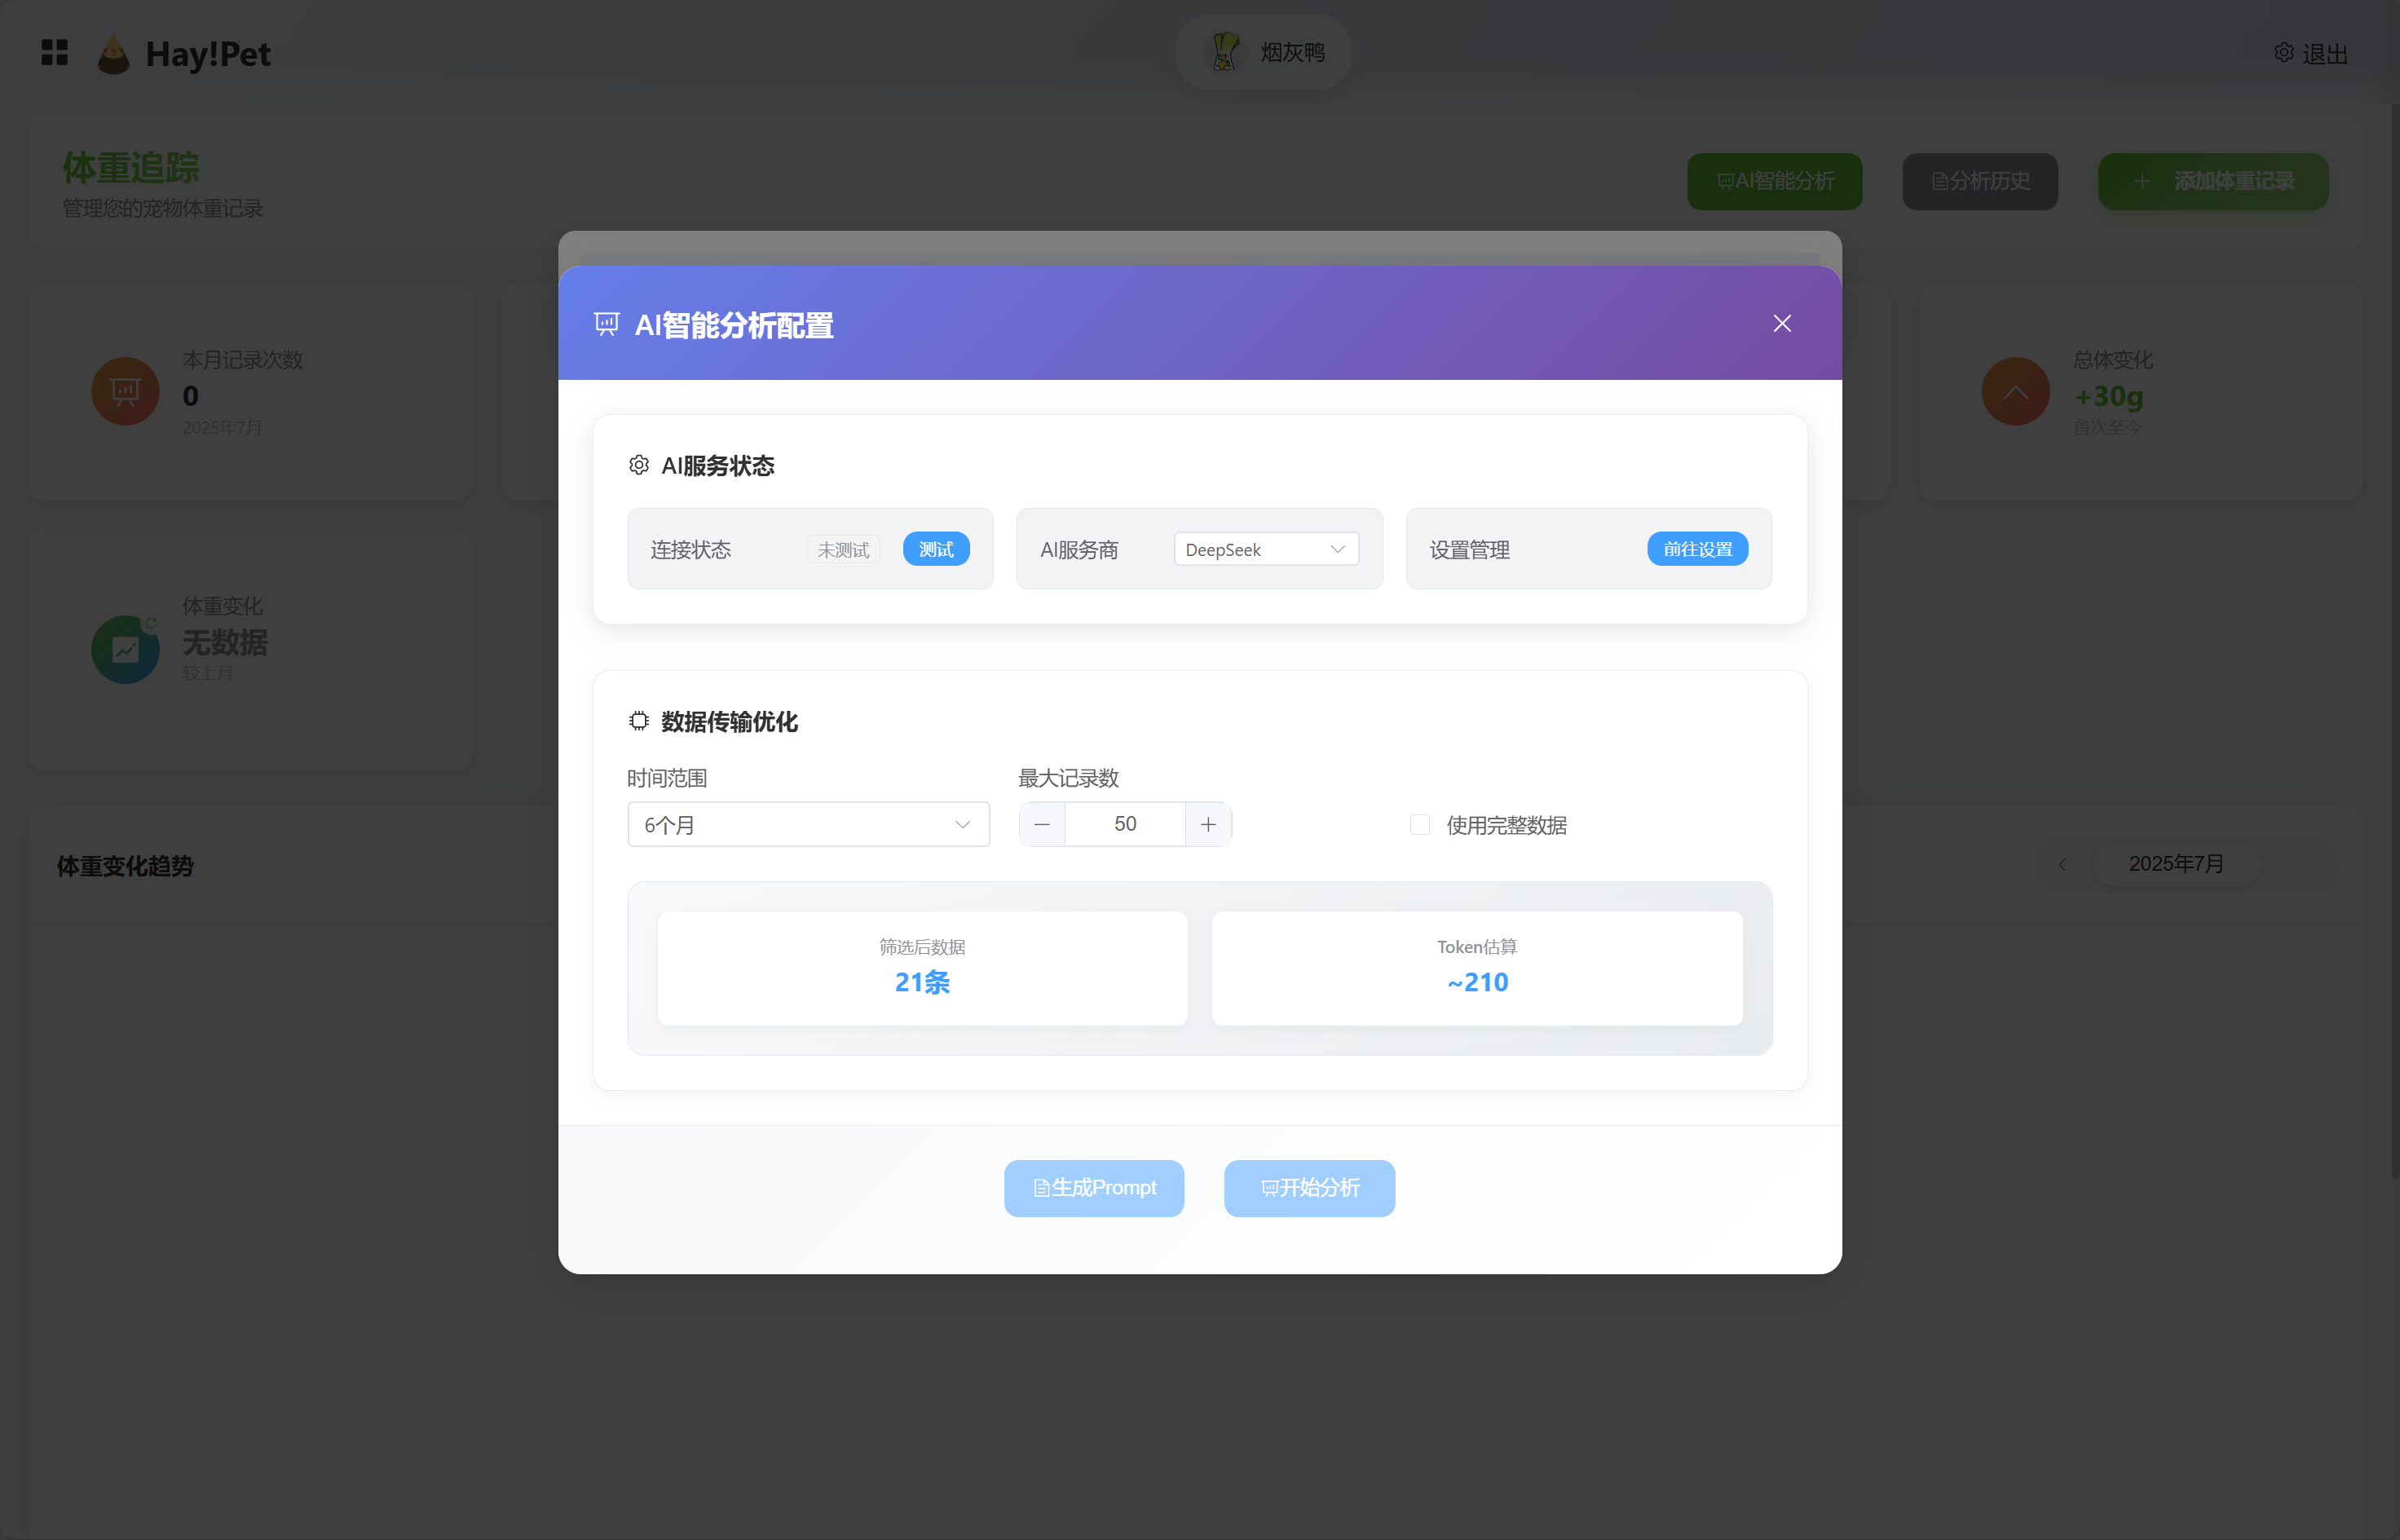 Hay!Pet
烟灰鸭
退出
体重追踪
管理您的宠物体重记录
AI智能分析
分析历史
添加体重记录
AI智能分析配置
本月记录次数
0
2025年7月
总体变化
+30g
首次至今
AI服务状态
连接状态
未测试
测试
AI服务商
DeepSeek
设置管理
前往设置
体重变化
无数据
较上月
数据传输优化
时间范围
最大记录数
6个月
50
使用完整数据
体重变化趋势
2025年7月
筛选后数据
21条
Token估算
~210
生成Prompt
开始分析